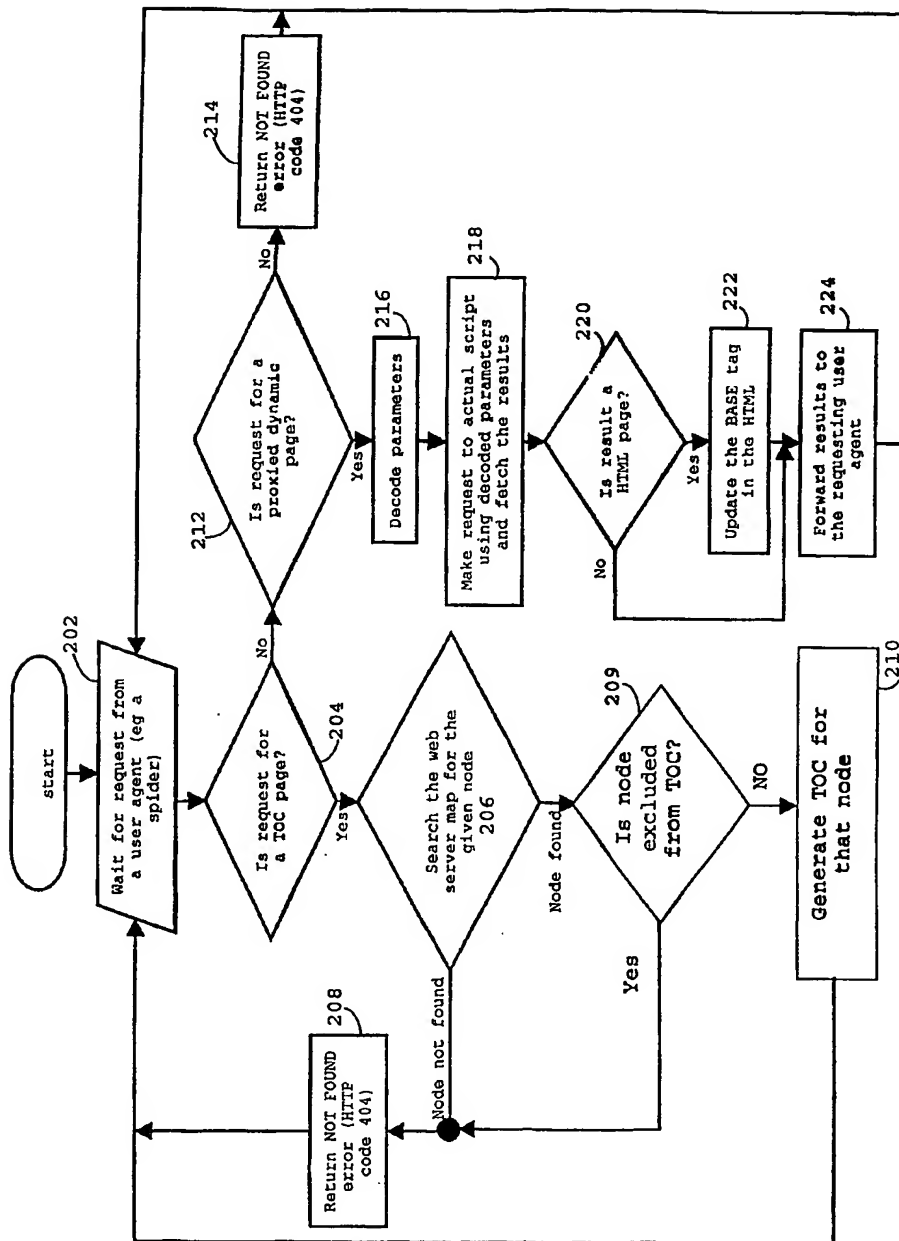 start
202
Wait for request from
a user agent (eg a
spider)
Is request for
a TOC page?
204
No
Yes
Search the web
server map for the
given node
206
Node not found
Node found
208
Return NOT FOUND
error (HTTP
code 404)
209
Is node
excluded
from TOC?
Yes
NO
210
Generate TOC for
that node
212
Is request for a
proxied dynamic
page?
No
Yes
214
Return NOT FOUND
error (HTTP
code 404)
216
Decode parameters
218
Make request to actual script
using decoded parameters
and fetch the results
220
Is result a
HTML page?
No
Yes
222
Update the BASE tag
in the HTML
224
Forward results to
the requesting user
agent